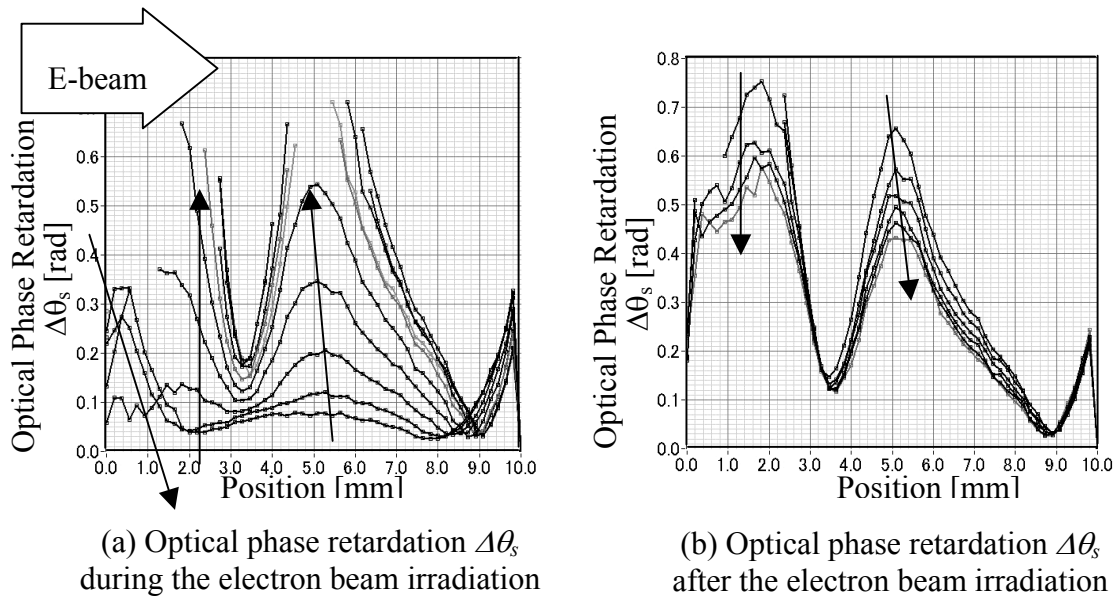 E-beam
Optical Phase Retardation
Δθs [rad]
0.6
0.5
0.4
0.3
0.2
0.1
0.0
0.0 1.0 2.0 3.0 4.0 5.0 6.0 7.0 8.0 9.0 10.0
Position [mm]
(a) Optical phase retardation Δθs
during the electron beam irradiation
Optical Phase Retardation
Δθs [rad]
0.8
0.7
0.6
0.5
0.4
0.3
0.2
0.1
0.0
0.0 1.0 2.0 3.0 4.0 5.0 6.0 7.0 8.0 9.0 10.0
Position [mm]
(b) Optical phase retardation Δθs
after the electron beam irradiation